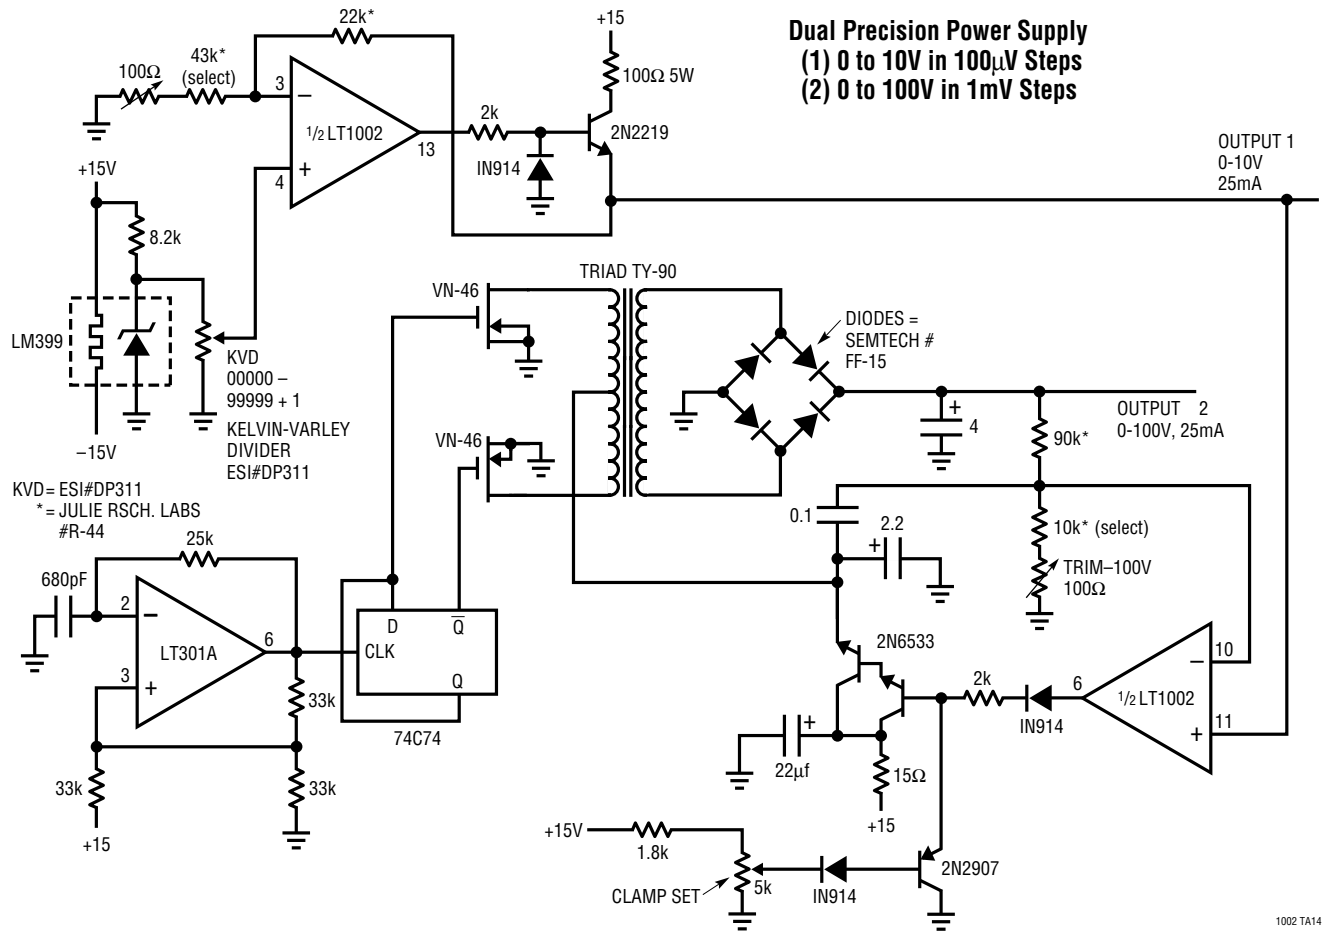 Dual Precision Power Supply
(1) 0 to 10V in 100µV Steps
(2) 0 to 100V in 1mV Steps
22k*
43k*
(select)
100Ω
3
−
1/2 LT1002
+
4
13
2k
IN914
+15
100Ω 5W
2N2219
OUTPUT 1
0-10V
25mA
+15V
8.2k
LM399
−15V
KVD
00000 –
99999 + 1
KELVIN-VARLEY
DIVIDER
ESI#DP311
KVD= ESI#DP311
*= JULIE RSCH. LABS
#R-44
VN-46
VN-46
TRIAD TY-90
DIODES =
SEMTECH #
FF-15
+
4
OUTPUT 2
0-100V, 25mA
90k*
10k* (select)
TRIM–100V
100Ω
0.1
2.2
+
25k
680pF
2
−
LT301A
3
+
6
33k
33k
33k
+15
D
Q
CLK
Q
74C74
2N6533
2k
IN914
6
1/2 LT1002
−
10
+
11
+
22µf
15Ω
+15
+15V
1.8k
CLAMP SET
5k
IN914
2N2907
1002 TA14